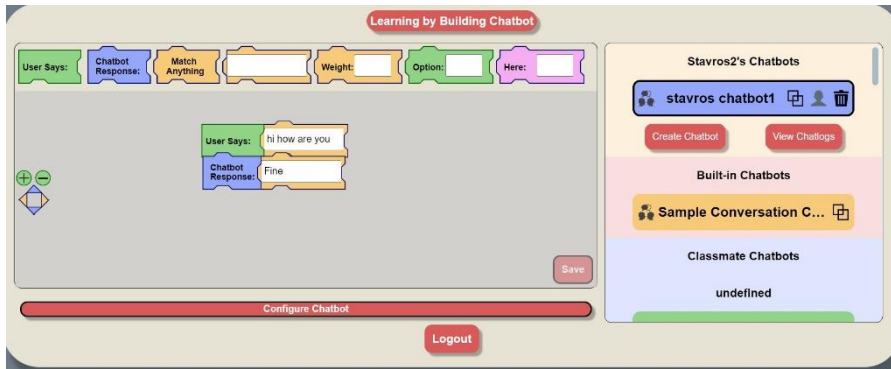 Learning by Building Chatbot
User Says:
Chatbot
Response:
Match
Anything
Weight:
Option:
Here:
User Says: hi how are you
Chatbot
Response: Fine
Save
Configure Chatbot
Logout
Stavros2's Chatbots
stavros chatbot1
Create Chatbot View Chatlogs
Built-in Chatbots
Sample Conversation C...
Classmate Chatbots
undefined